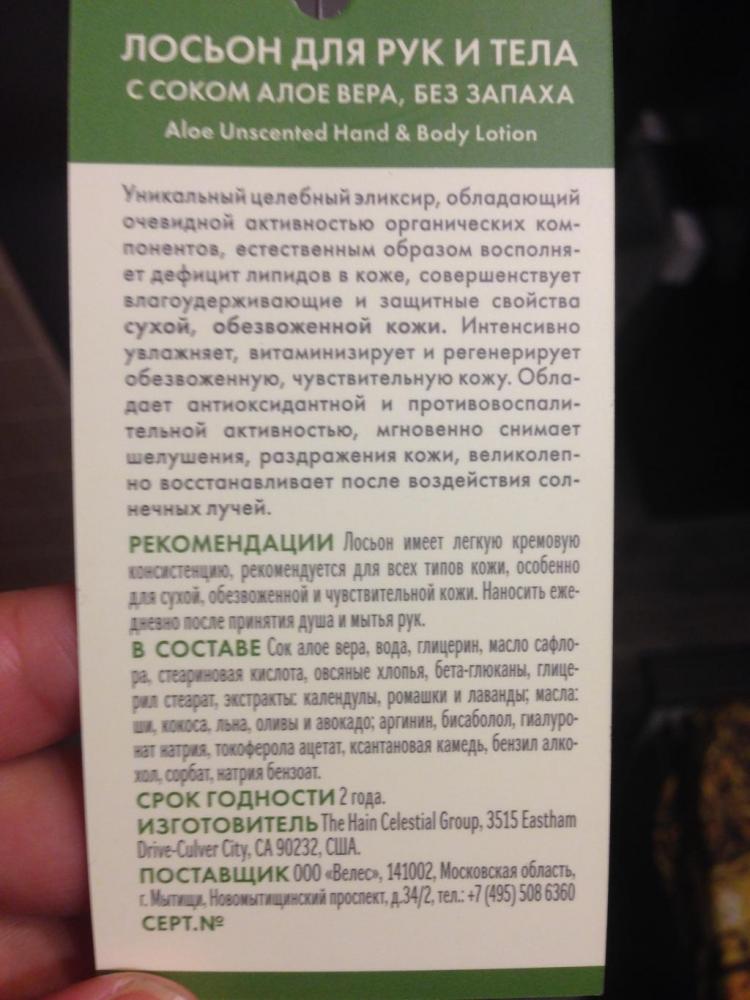 ЛОСЬОН ДЛЯ РУК И ТЕЛА
С СОКОМ АЛОЕ ВЕРА, БЕЗ ЗАПАХА
Aloe Unscented Hand & Body Lotion
Уникальный целебный эликсир, обладающий
очевидной активностью органических ком-
понентов, естественным образом восполня-
ет дефицит липидов в коже, совершенствует
влагоудерживающие и защитные свойства
сухой, обезвоженной кожи. Интенсивно
увлажняет, витаминизирует и регенерирует
обезвоженную, чувствительную кожу. Обла-
дает антиоксидантной и противовоспали-
тельной активностью, мгновенно снимает
шелушения, раздражения кожи, великолеп-
но восстанавливает после воздействия сол-
нечных лучей.
РЕКОМЕНДАЦИИ Лосьон имеет легкую кремовую
консистенцию, рекомендуется для всех типов кожи, особенно
для сухой, обезвоженной и чувствительной кожи. Наносить еже-
дневно после принятия душа и мытья рук.
В СОСТАВЕ Сок алое вера, вода, глицерин, масло сафло-
ра, стеариновая кислота, овсяные хлопья, бета-глюканы, глице-
рил стеарат, экстракты: календулы, ромашки и лаванды; масла:
ши, кокоса, льна, оливы и авокадо; аргинин, бисаболол, гиалуро-
нат натрия, токоферола ацетат, ксантановая камедь, бензил алко-
хол, сорбат, натрия бензоат.
СРОК ГОДНОСТИ 2 года.
ИЗГОТОВИТЕЛЬ The Hain Celestial Group, 3515 Eastham
Drive-Culver City, CA 90232, США.
ПОСТАВЩИК ООО «Велес», 141002, Московская область,
г. Мытищи, Новомытищинский проспект, д.34/2, тел.: +7 (495) 508 6360
СЕРТ.№